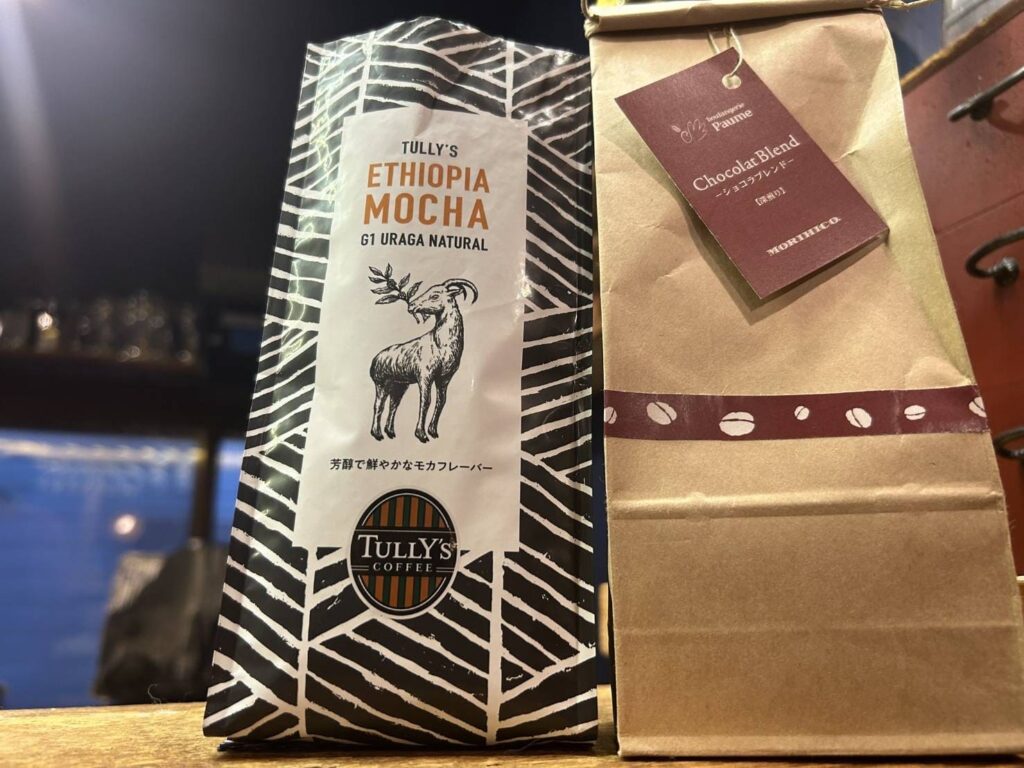 TULLY'S
ETHIOPIA
MOCHA
G1 URAGA NATURAL
芳醇で鮮やかなモカフレーバー
TULLY'S
COFFEE
boulangerie
Paume
Chocolat Blend
－ショコラブレンド－
【深煎り】
MORIHICO.